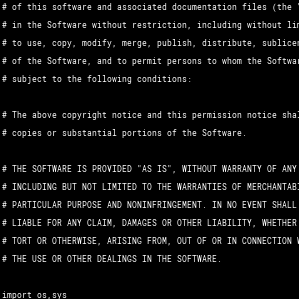 # of this software and associated documentation files (the "
# in the Software without restriction, including without lim
# to use, copy, modify, merge, publish, distribute, sublicen
# of the Software, and to permit persons to whom the Softwar
# subject to the following conditions:
# The above copyright notice and this permission notice shal
# copies or substantial portions of the Software.
# THE SOFTWARE IS PROVIDED "AS IS", WITHOUT WARRANTY OF ANY
# INCLUDING BUT NOT LIMITED TO THE WARRANTIES OF MERCHANTABI
# PARTICULAR PURPOSE AND NONINFRINGEMENT. IN NO EVENT SHALL
# LIABLE FOR ANY CLAIM, DAMAGES OR OTHER LIABILITY, WHETHER
# TORT OR OTHERWISE, ARISING FROM, OUT OF OR IN CONNECTION W
# THE USE OR OTHER DEALINGS IN THE SOFTWARE.
import os,sys